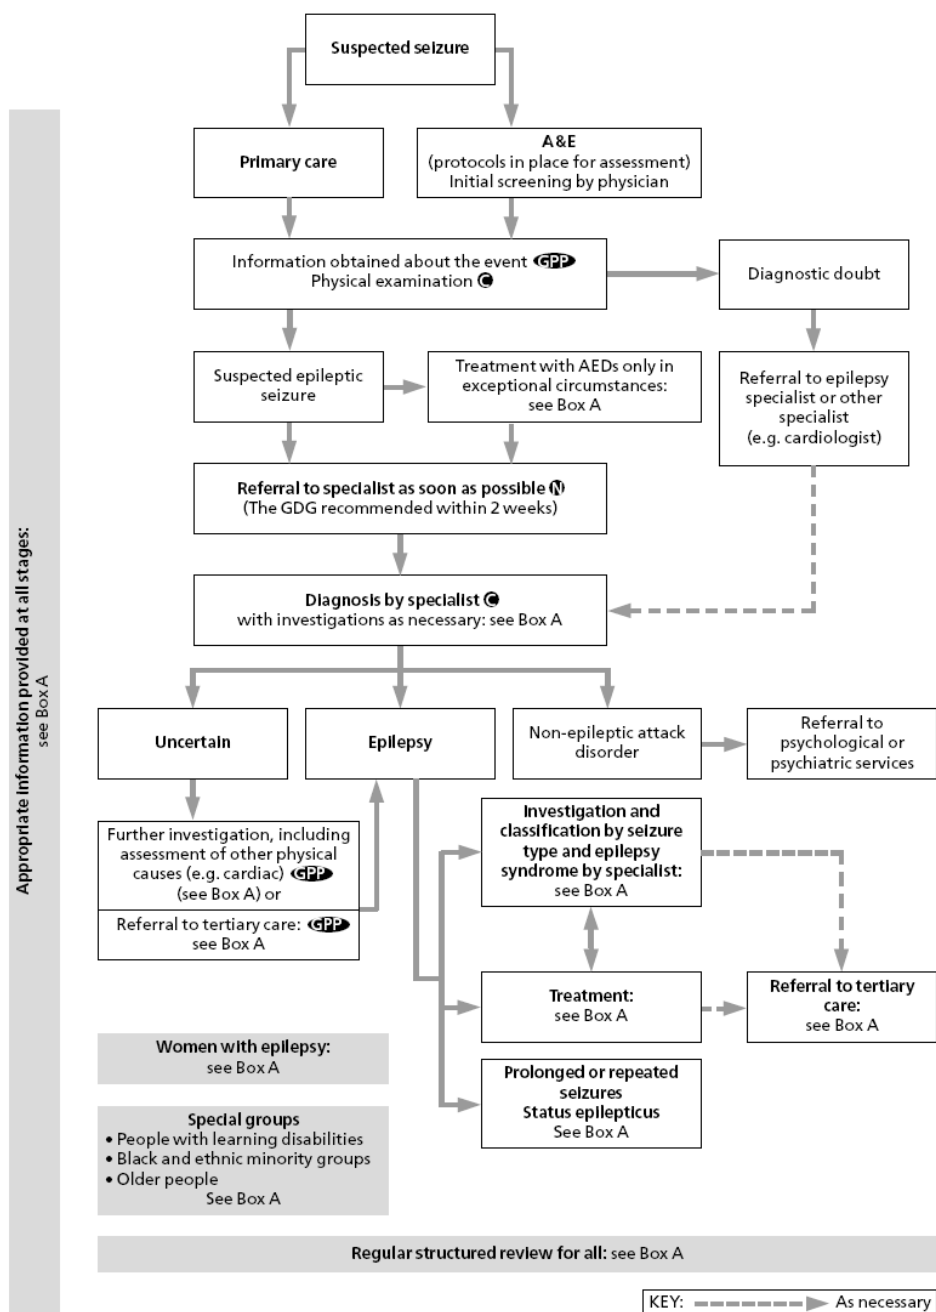 Suspected seizure
Primary care
A&E
(protocols in place for assessment)
Initial screening by physician
Information obtained about the event GPP
Physical examination C
Diagnostic doubt
Suspected epileptic
seizure
Treatment with AEDs only in
exceptional circumstances:
see Box A
Referral to epilepsy
specialist or other
specialist
(e.g. cardiologist)
Referral to specialist as soon as possible N
(The GDG recommended within 2 weeks)
Diagnosis by specialist C
with investigations as necessary: see Box A
Appropriate information provided at all stages:
see Box A
Uncertain
Epilepsy
Non-epileptic attack
disorder
Referral to
psychological or
psychiatric services
Further investigation, including
assessment of other physical
causes (e.g. cardiac) GPP
(see Box A) or
Referral to tertiary care: GPP
see Box A
Investigation and
classification by seizure
type and epilepsy
syndrome by specialist:
see Box A
Treatment:
see Box A
Referral to tertiary
care:
see Box A
Women with epilepsy:
see Box A
Prolonged or repeated
seizures
Status epilepticus
See Box A
Special groups
• People with learning disabilities
• Black and ethnic minority groups
• Older people
See Box A
Regular structured review for all: see Box A
KEY: As necessary